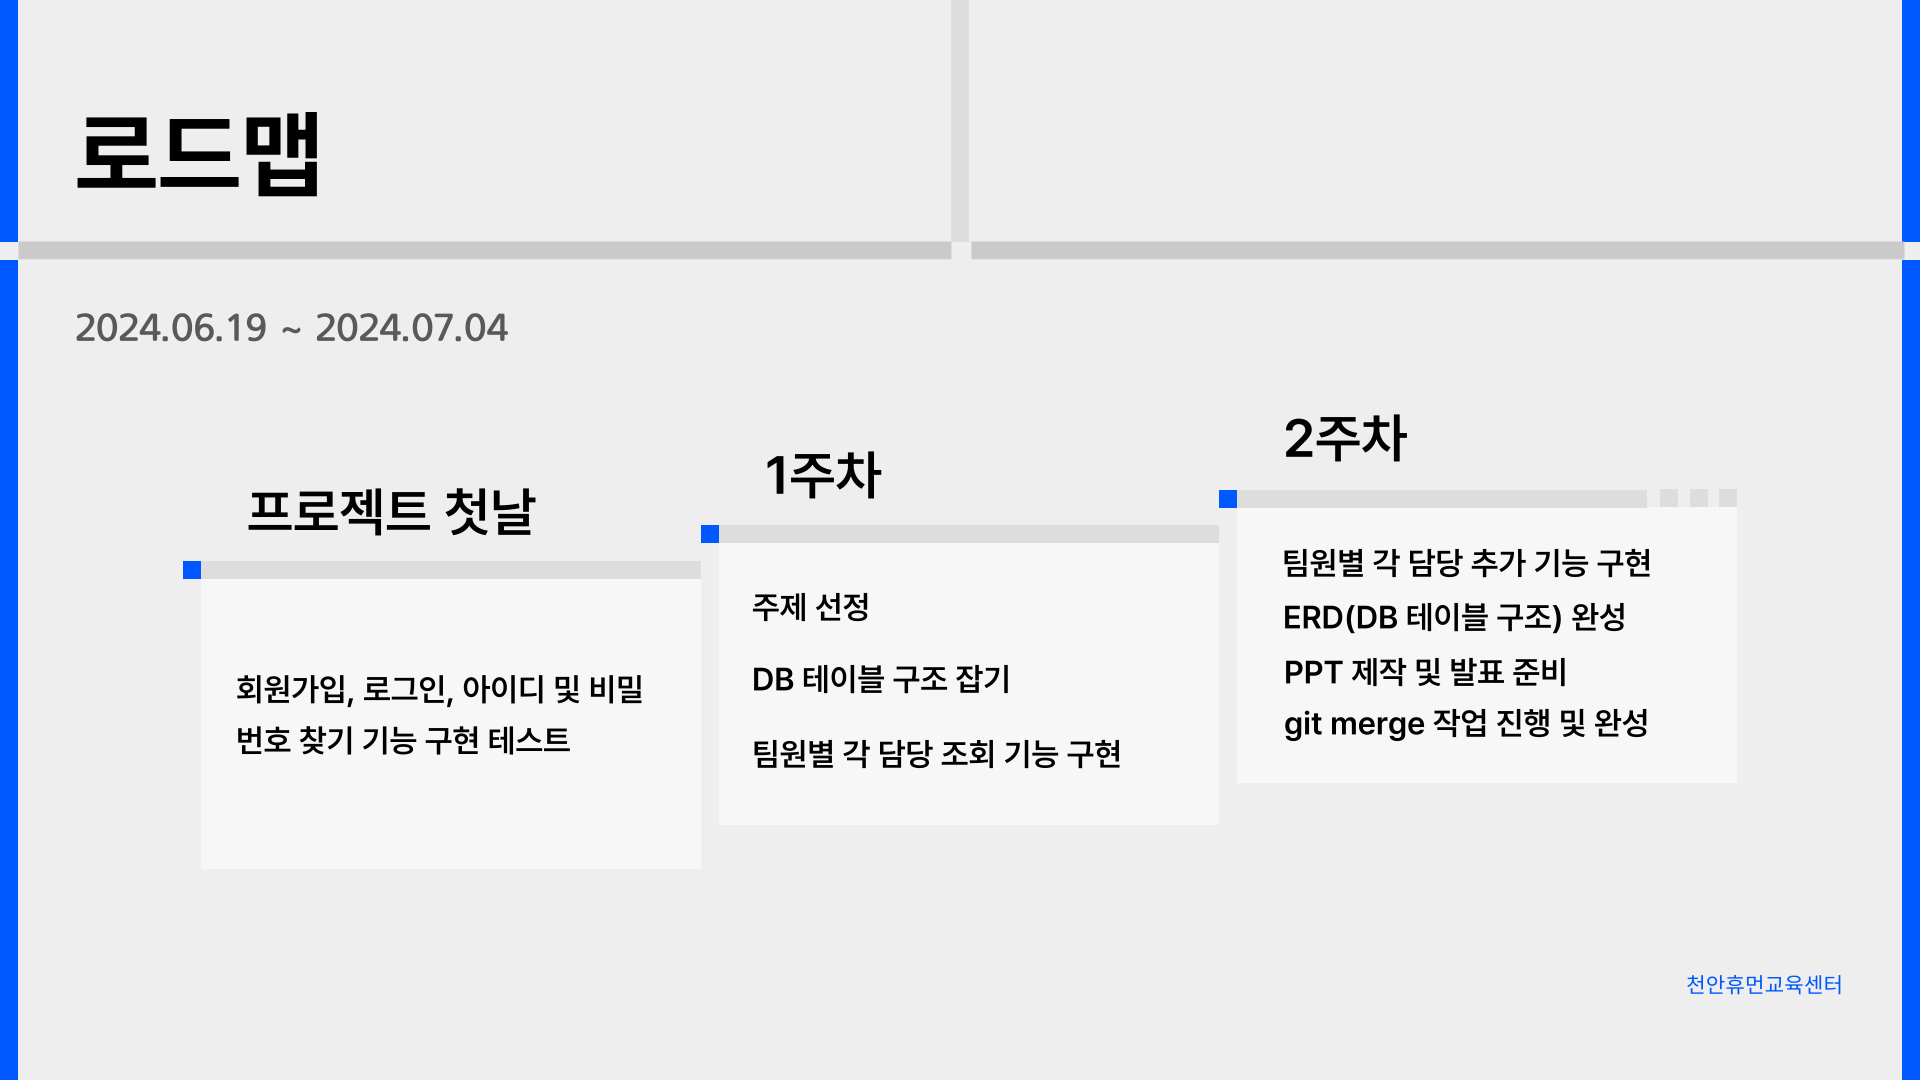 로드맵
2024.06.19 ~ 2024.07.04
프로젝트 첫날
회원가입, 로그인, 아이디 및 비밀
번호 찾기 기능 구현 테스트
1주차
주제 선정
DB 테이블 구조 잡기
팀원별 각 담당 조회 기능 구현
2주차
팀원별 각 담당 추가 기능 구현
ERD(DB 테이블 구조) 완성
PPT 제작 및 발표 준비
git merge 작업 진행 및 완성
천안휴먼교육센터